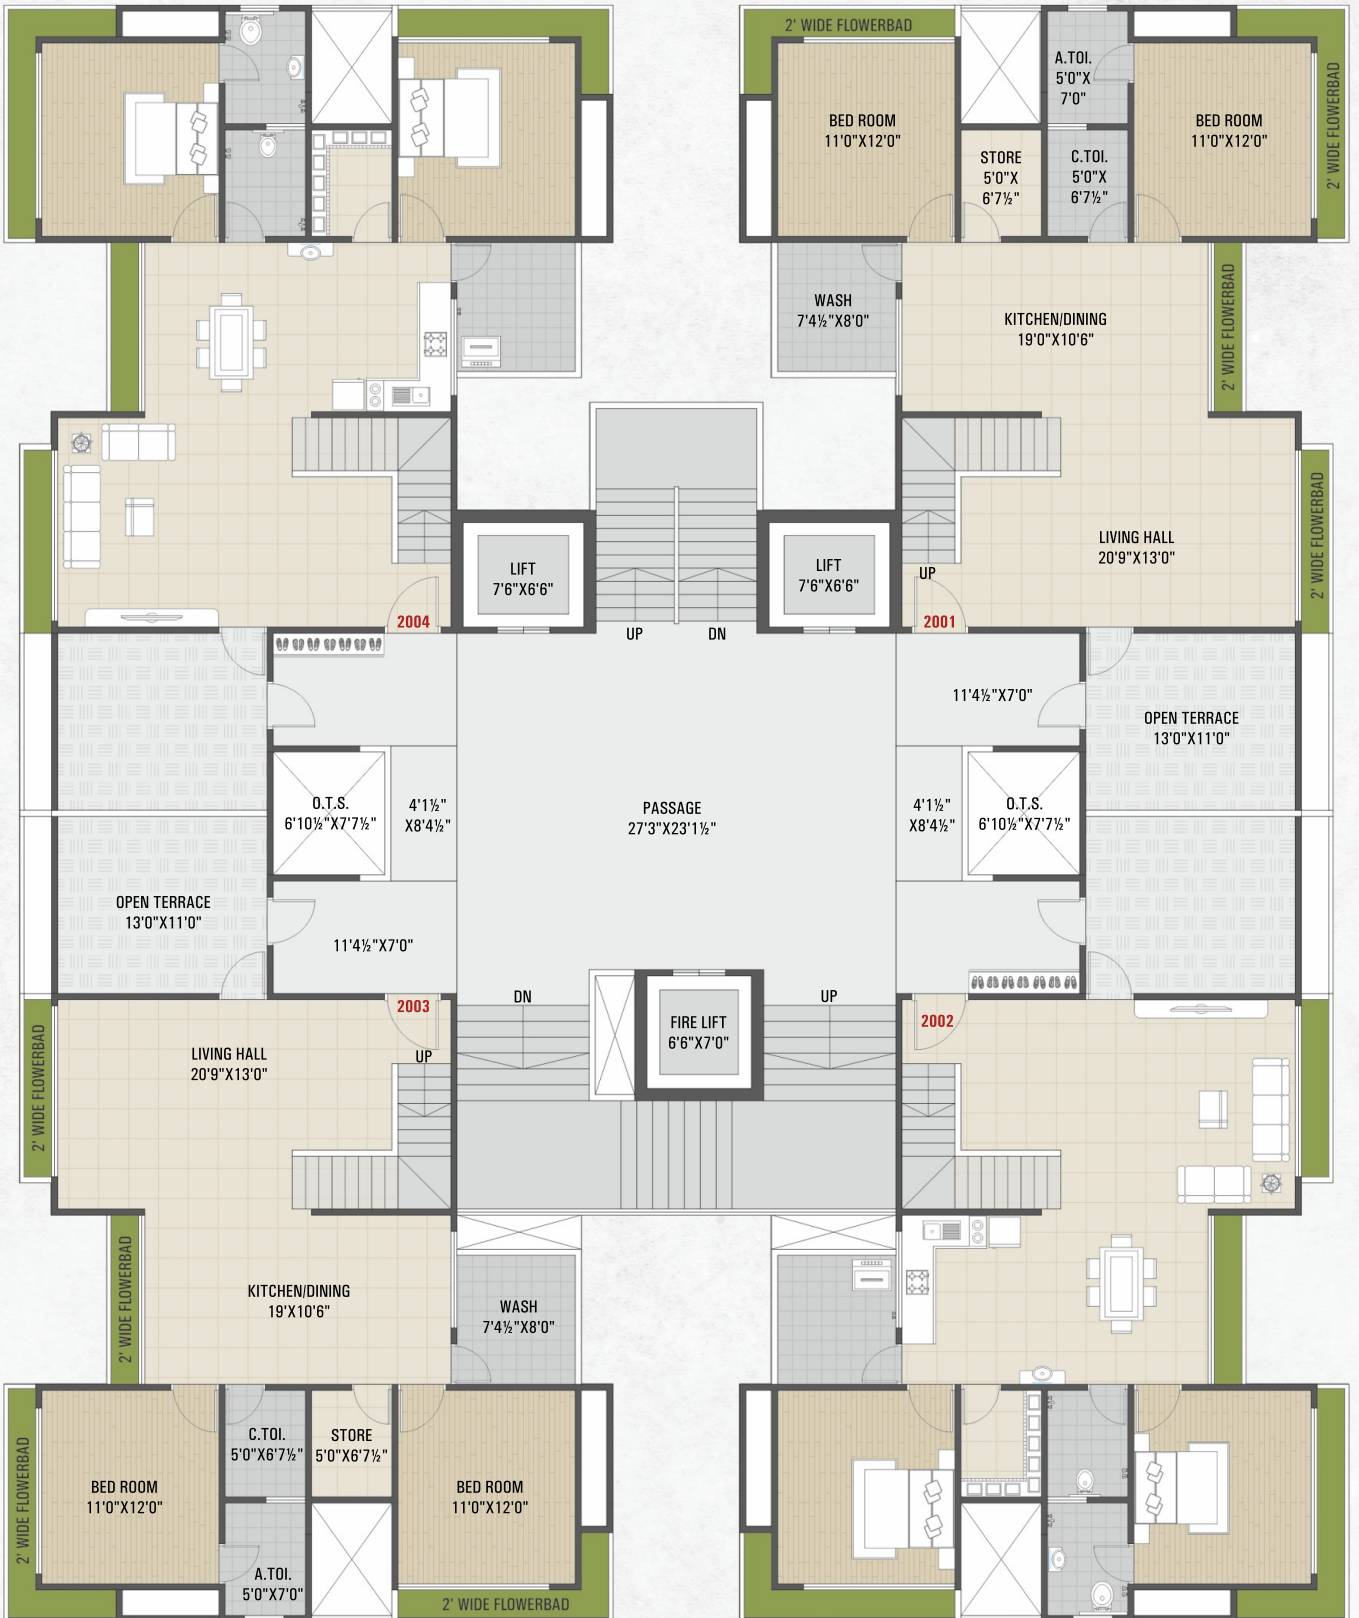 2' WIDE FLOWERBAD
A.TOI.
5'0"X
7'0"
BED ROOM
11'0"X12'0"
BED ROOM
11'0"X12'0"
2' WIDE FLOWERBAD
STORE
5'0"X
6'7½"
C.TOI.
5'0"X
6'7½"
WASH
7'4½"X8'0"
KITCHEN/DINING
19'0"X10'6"
2' WIDE FLOWERBAD
LIVING HALL
20'9"X13'0"
2' WIDE FLOWERBAD
LIFT
7'6"X6'6"
LIFT
7'6"X6'6"
UP
2004
UP
DN
2001
11'4½"X7'0"
OPEN TERRACE
13'0"X11'0"
O.T.S.
6'10½"X7'7½"
4'1½"
X8'4½"
PASSAGE
27'3"X23'1½"
4'1½"
X8'4½"
O.T.S.
6'10½"X7'7½"
OPEN TERRACE
13'0"X11'0"
11'4½"X7'0"
2003
DN
UP
2002
FIRE LIFT
6'6"X7'0"
LIVING HALL
20'9"X13'0"
UP
2' WIDE FLOWERBAD
2' WIDE FLOWERBAD
KITCHEN/DINING
19'X10'6"
WASH
7'4½"X8'0"
2' WIDE FLOWERBAD
C.TOI.
5'0"X6'7½"
STORE
5'0"X6'7½"
BED ROOM
11'0"X12'0"
BED ROOM
11'0"X12'0"
A.TOI.
5'0"X7'0"
2' WIDE FLOWERBAD